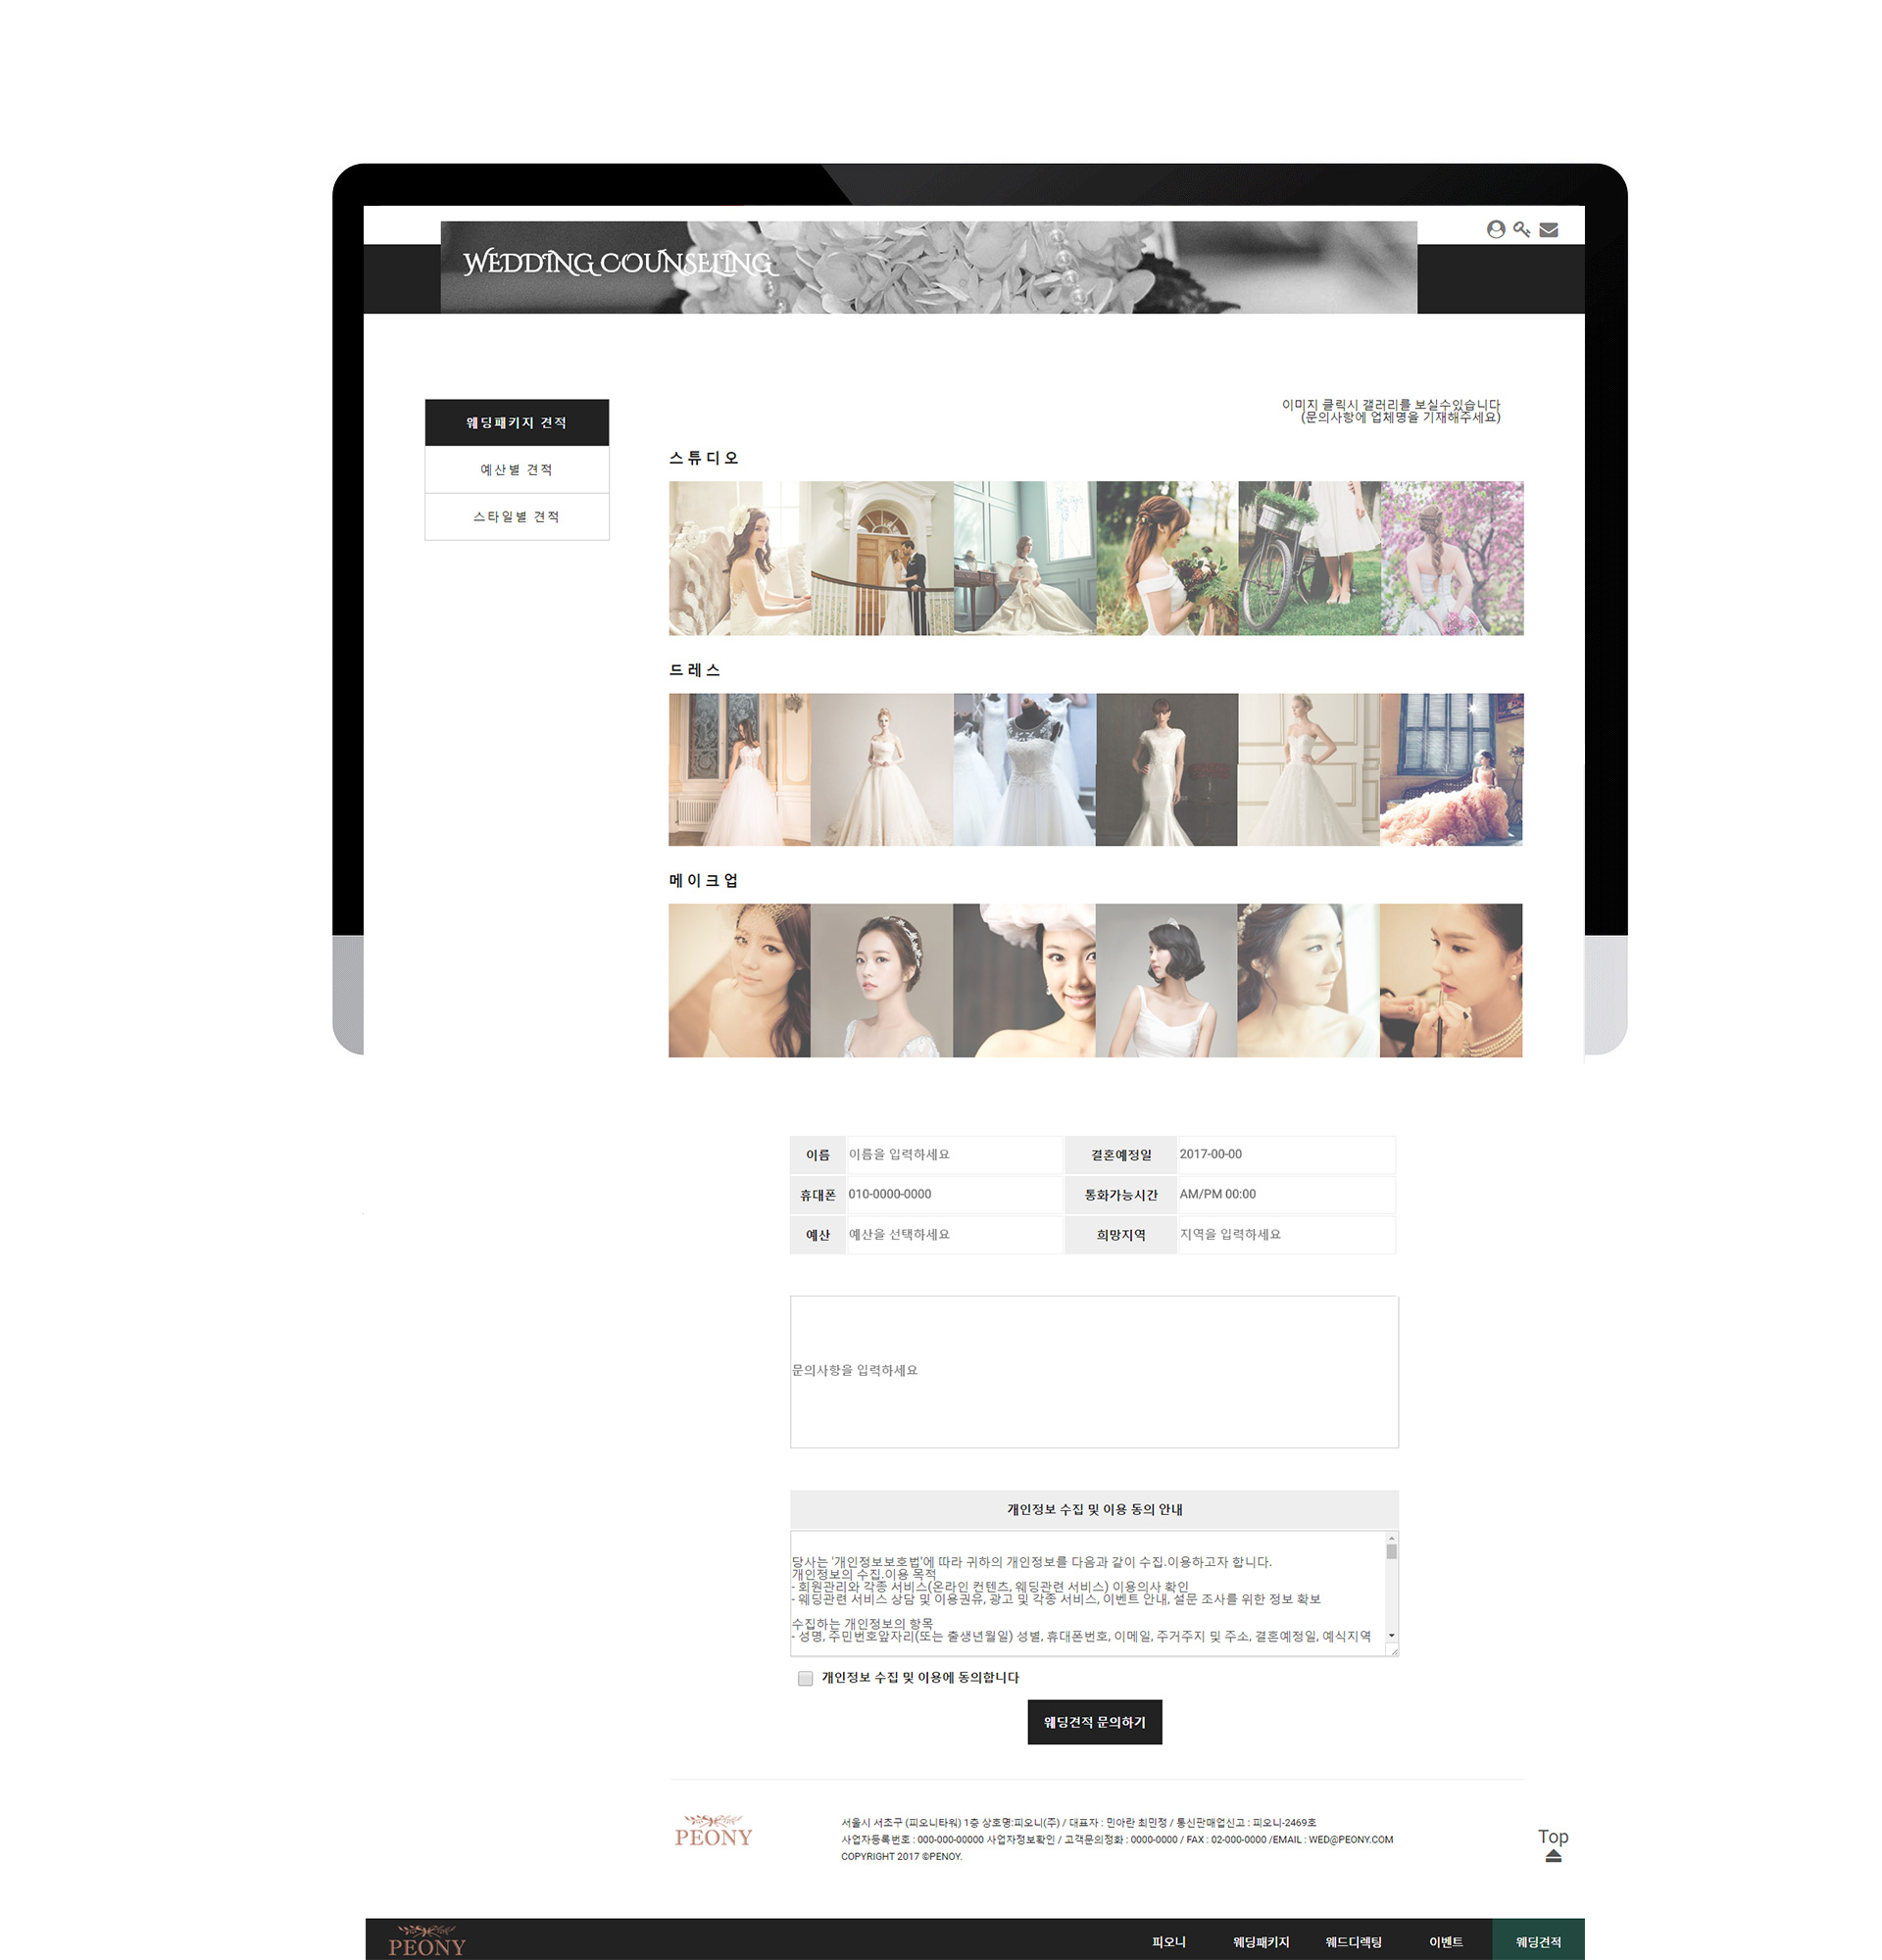 WEDDING COUNSELING
웨딩패키지 견적
예산별 견적
스타일별 견적
이미지 클릭시 갤러리를 보실수있습니다
(문의사항에 업체명을 기재해주세요)
스튜디오
드레스
메이크업
이름 이름을 입력하세요 결혼예정일 2017-00-00
휴대폰 010-0000-0000 통화가능시간 AM/PM 00:00
예산 예산을 선택하세요 희망지역 지역을 입력하세요
문의사항을 입력하세요
개인정보 수집 및 이용 동의 안내
당사는 '개인정보보호법'에 따라 귀하의 개인정보를 다음과 같이 수집.이용하고자 합니다.
개인정보의 수집.이용 목적
- 회원관리와 각종 서비스(온라인 컨텐츠, 웨딩관련 서비스) 이용의사 확인
- 웨딩관련 서비스 상담 및 이용권유, 광고 및 각종 서비스, 이벤트 안내, 설문 조사를 위한 정보 확보
수집하는 개인정보의 항목
- 성명, 주민번호앞자리(또는 출생년월일) 성별, 휴대폰번호, 이메일, 주거주지 및 주소, 결혼예정일, 예식지역
개인정보 수집 및 이용에 동의합니다
웨딩견적 문의하기
PEONY
서울시 서초구 (피오니타워) 1층 상호명:피오니(주) / 대표자 : 민아란 최민정 / 통신판매업신고 : 피오니-2469호
사업자등록번호 : 000-000-00000 사업자정보확인 / 고객문의정화 : 0000-0000 / FAX : 02-000-0000 /EMAIL : WED@PEONY.COM
COPYRIGHT 2017 ©PENOY.
Top
PEONY 피오니 웨딩패키지 웨드디렉팅 이벤트 웨딩견적